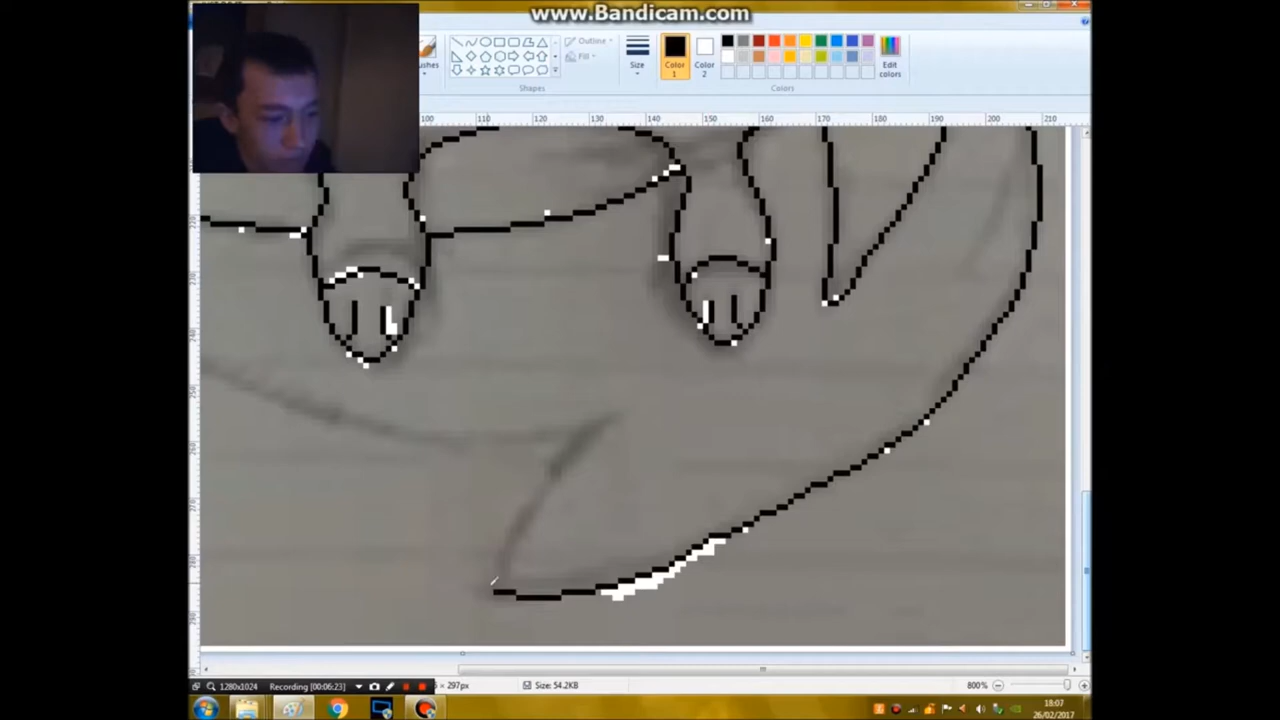 www.Bandicam.com
Outline
Fill
Size
Color 1
Color 2
Edit colors
Shapes
Colors
100 110 120 130 140 150 160 170 180 190 200 210
1280x1024 Recording [00:06:23]
297px
Size: 54.2KB
800%
18:07
26/02/2017